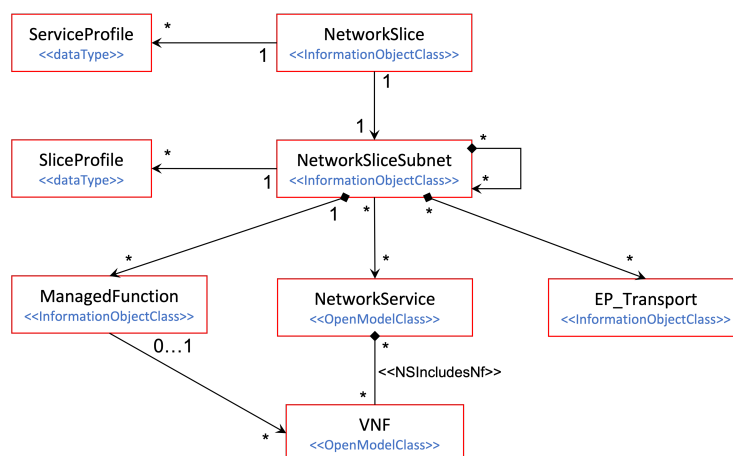 ServiceProfile
<<dataType>>
*
1
NetworkSlice
<<InformationObjectClass>>
1
1
SliceProfile
<<dataType>>
*
1
NetworkSliceSubnet
<<InformationObjectClass>>
*
*
1
*
*
*
*
*
ManagedFunction
<<InformationObjectClass>>
NetworkService
<<OpenModelClass>>
EP_Transport
<<InformationObjectClass>>
0...1
*
<<NSIncludesNf>>
*
*
VNF
<<OpenModelClass>>